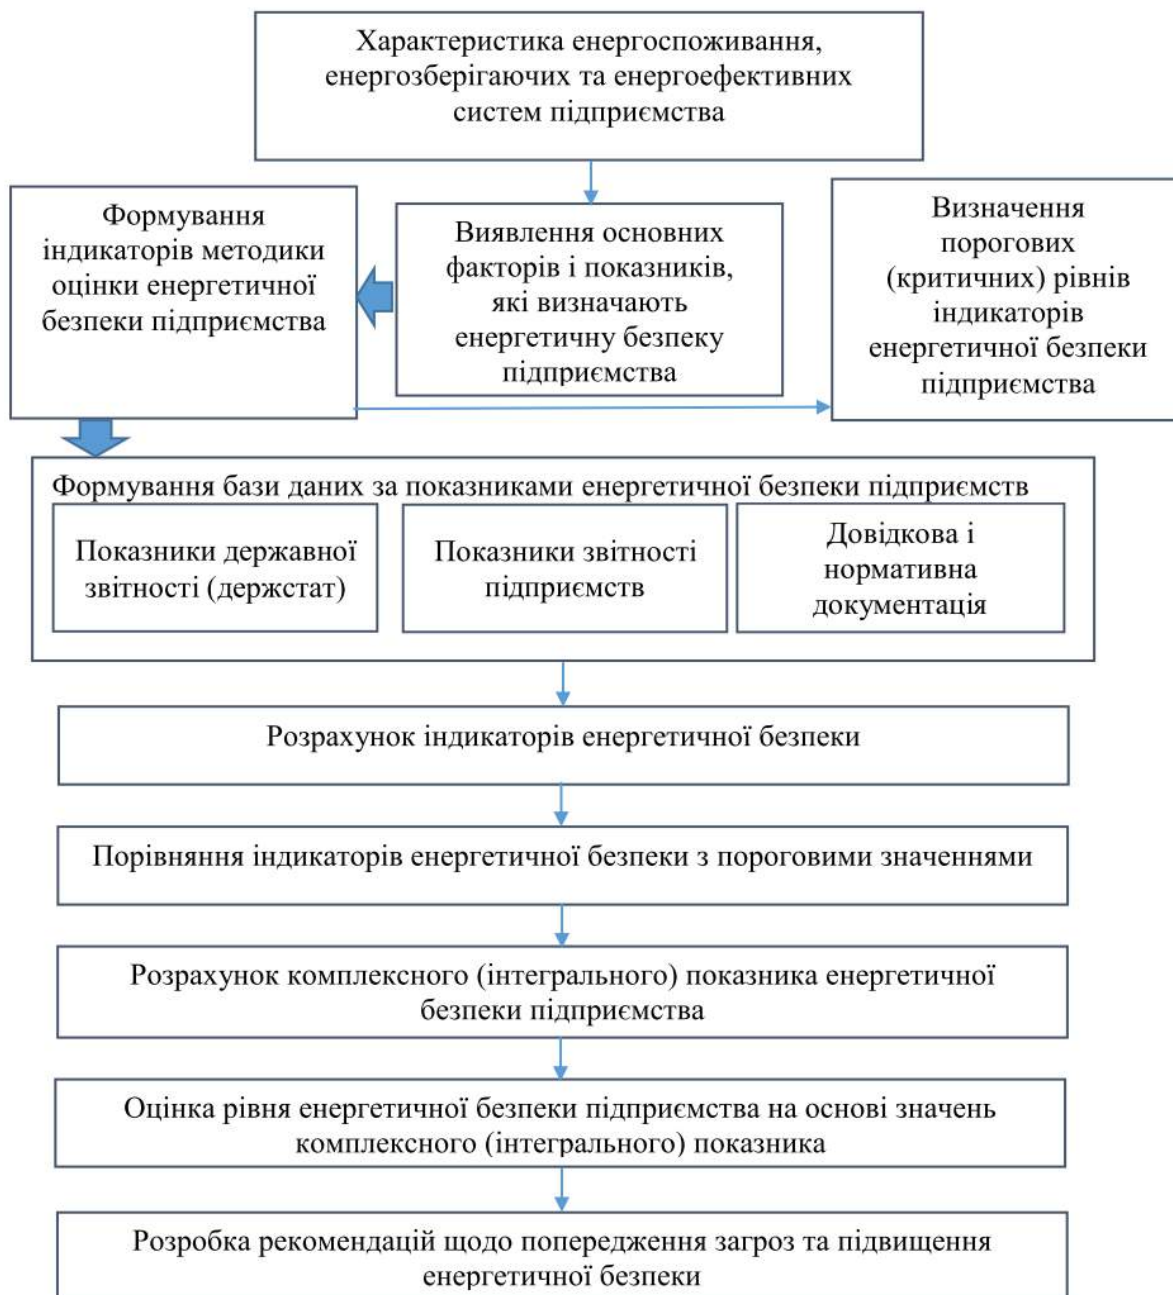 Характеристика енергоспоживання,
енергозберігаючих та енергоефективних
систем підприємства
Формування
індикаторів методики
оцінки енергетичної
безпеки підприємства
Виявлення основних
факторів і показників,
які визначають
енергетичну безпеку
підприємства
Визначення
порогових
(критичних) рівнів
індикаторів
енергетичної безпеки
підприємства
Формування бази даних за показниками енергетичної безпеки підприємств
Показники державної
звітності (держстат)
Показники звітності
підприємств
Довідкова і
нормативна
документація
Розрахунок індикаторів енергетичної безпеки
Порівняння індикаторів енергетичної безпеки з пороговими значеннями
Розрахунок комплексного (інтегрального) показника енергетичної
безпеки підприємства
Оцінка рівня енергетичної безпеки підприємства на основі значень
комплексного (інтегрального) показника
Розробка рекомендацій щодо попередження загроз та підвищення
енергетичної безпеки